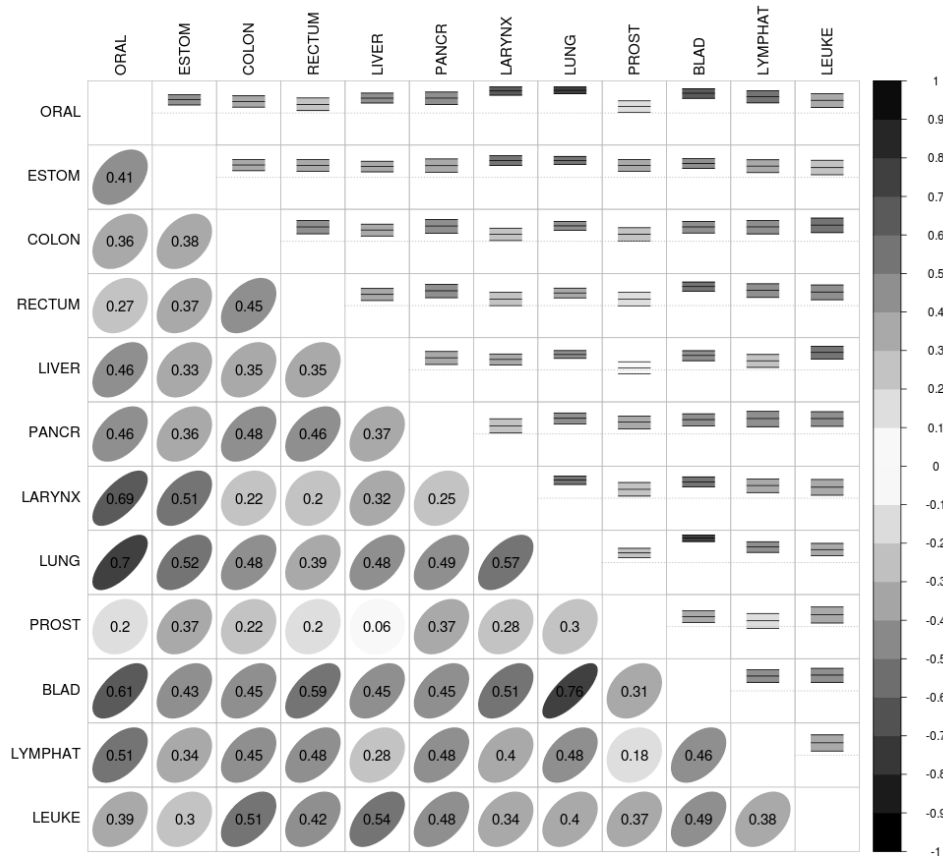 ORAL ESTOM COLON RECTUM LIVER PANCR LARYNX LUNG PROST BLAD LYMPHAT LEUKE
ORAL
ESTOM 0.41
COLON 0.36 0.38
RECTUM 0.27 0.37 0.45
LIVER 0.46 0.33 0.35 0.35
PANCR 0.46 0.36 0.48 0.46 0.37
LARYNX 0.69 0.51 0.22 0.2 0.32 0.25
LUNG 0.7 0.52 0.48 0.39 0.48 0.49 0.57
PROST 0.2 0.37 0.22 0.2 0.06 0.37 0.28 0.3
BLAD 0.61 0.43 0.45 0.59 0.45 0.45 0.51 0.76 0.31
LYMPHAT 0.51 0.34 0.45 0.48 0.28 0.48 0.4 0.48 0.18 0.46
LEUKE 0.39 0.3 0.51 0.42 0.54 0.48 0.34 0.4 0.37 0.49 0.38
1
0.9
0.8
0.7
0.6
0.5
0.4
0.3
0.2
0.1
0
-0.1
-0.2
-0.3
-0.4
-0.5
-0.6
-0.7
-0.8
-0.9
-1